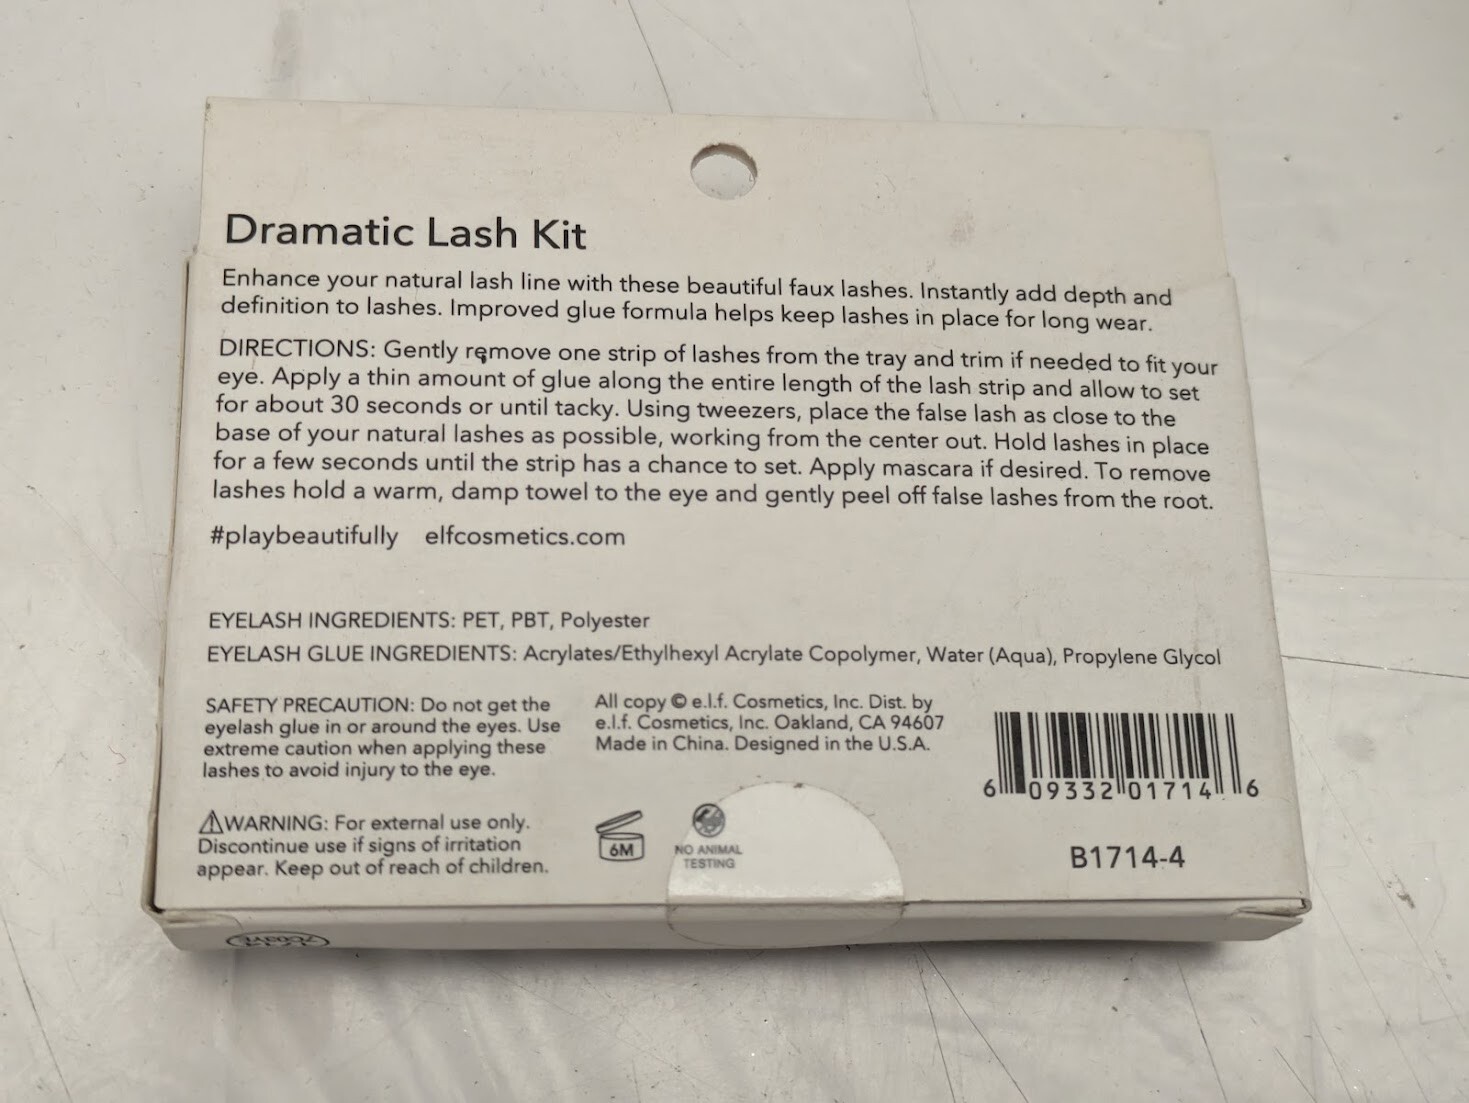 Dramatic Lash Kit
Enhance your natural lash line with these beautiful faux lashes. Instantly add depth and
definition to lashes. Improved glue formula helps keep lashes in place for long wear.
DIRECTIONS: Gently remove one strip of lashes from the tray and trim if needed to fit your
eye. Apply a thin amount of glue along the entire length of the lash strip and allow to set
for about 30 seconds or until tacky. Using tweezers, place the false lash as close to the
base of your natural lashes as possible, working from the center out. Hold lashes in place
for a few seconds until the strip has a chance to set. Apply mascara if desired. To remove
lashes hold a warm, damp towel to the eye and gently peel off false lashes from the root.
#playbeautifully elfcosmetics.com
EYELASH INGREDIENTS: PET, PBT, Polyester
EYELASH GLUE INGREDIENTS: Acrylates/Ethylhexyl Acrylate Copolymer, Water (Aqua), Propylene Glycol
SAFETY PRECAUTION: Do not get the
eyelash glue in or around the eyes. Use
extreme caution when applying these
lashes to avoid injury to the eye.
⚠WARNING: For external use only.
Discontinue use if signs of irritation
appear. Keep out of reach of children.
All copy © e.l.f. Cosmetics, Inc. Dist. by
e.l.f. Cosmetics, Inc. Oakland, CA 94607
Made in China. Designed in the U.S.A.
6M
NO ANIMAL
TESTING
6 09332 01714 6
B1714-4